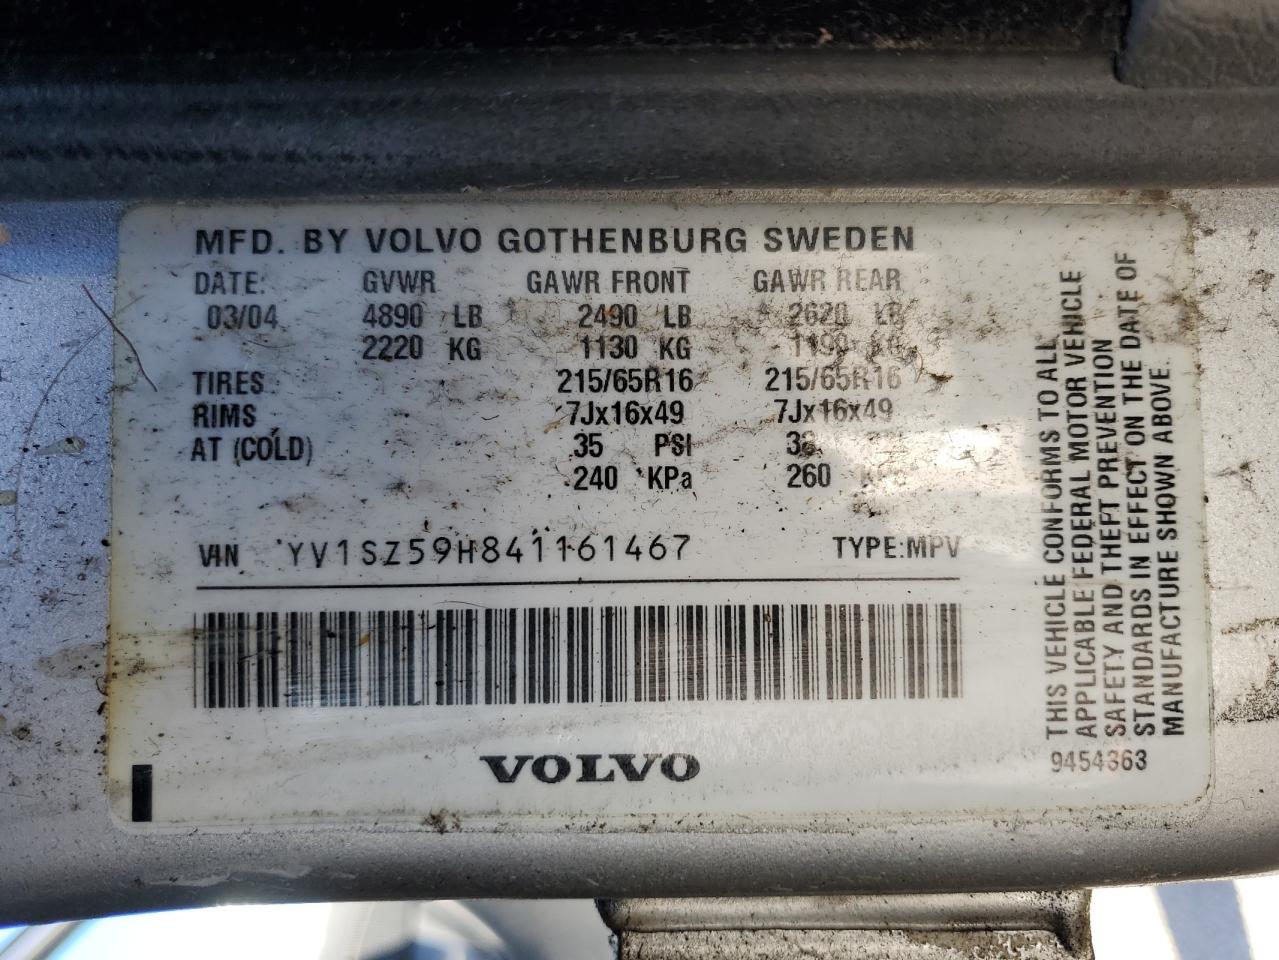 MFD. BY VOLVO GOTHENBURG SWEDEN
DATE: GVWR GAWR FRONT GAWR REAR
03/04 4890 LB 2490 LB 2620 LB
2220 KG 1130 KG 1190 KG
TIRES 215/65R16 215/65R16
RIMS 7Jx16x49 7Jx16x49
AT (COLD) 35 PSI
240 KPa 260
VIN YV1SZ59H841161467 TYPE:MPV
VOLVO
THIS VEHICLE CONFORMS TO ALL
APPLICABLE FEDERAL MOTOR VEHICLE
SAFETY AND THEFT PREVENTION
STANDARDS IN EFFECT ON THE DATE OF
MANUFACTURE SHOWN ABOVE.
9454363